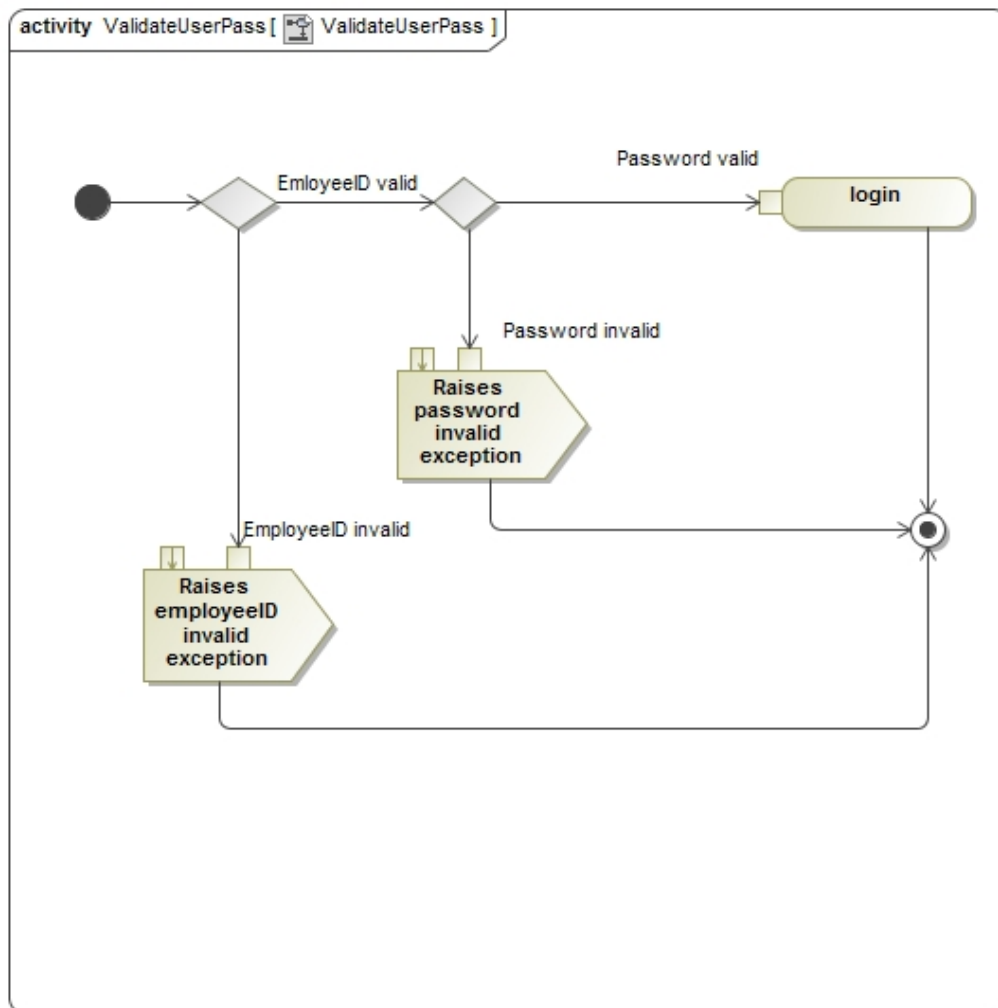 activity ValidateUserPass [ ValidateUserPass ]
Password valid
EmloyeeID valid
login
Password invalid
Raises
password
invalid
exception
EmployeeID invalid
Raises
employeeID
invalid
exception